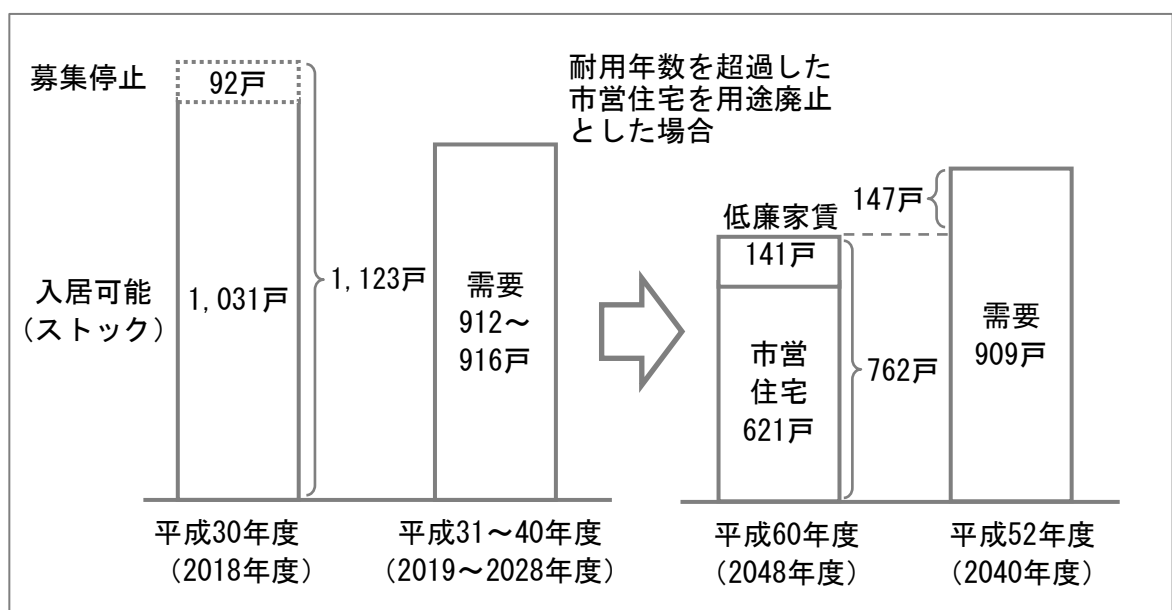 募集停止
92戸
入居可能
(ストック)
1,031戸
1,123戸
需要
912～
916戸
耐用年数を超過した
市営住宅を用途廃止
とした場合
低廉家賃
141戸
市営
住宅
621戸
762戸
147戸
需要
909戸
平成30年度
(2018年度)
平成31～40年度
(2019～2028年度)
平成60年度
(2048年度)
平成52年度
(2040年度)